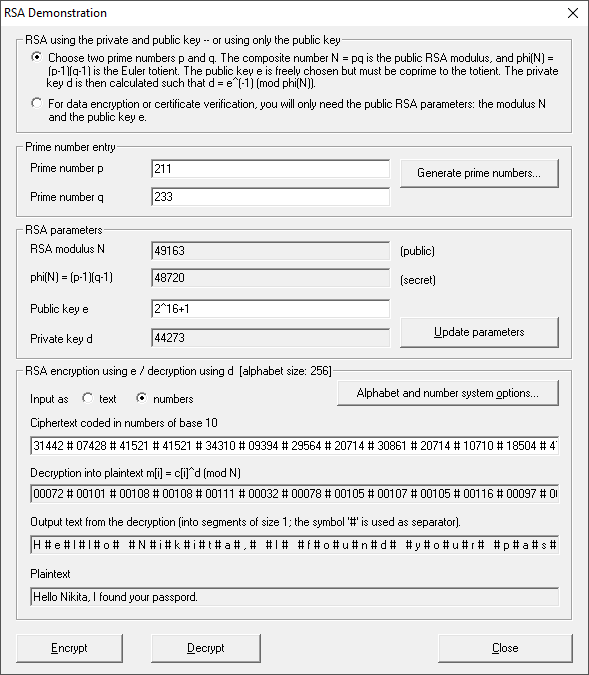 RSA Demonstration
RSA using the private and public key -- or using only the public key
Choose two prime numbers p and q. The composite number N = pq is the public RSA modulus, and phi(N) =
(p-1)(q-1) is the Euler totient. The public key e is freely chosen but must be coprime to the totient. The private
key d is then calculated such that d = e^(-1) (mod phi(N)).
For data encryption or certificate verification, you will only need the public RSA parameters: the modulus N
and the public key e.
Prime number entry
Prime number p 211 Generate prime numbers...
Prime number q 233
RSA parameters
RSA modulus N 49163 (public)
phi(N) = (p-1)(q-1) 48720 (secret)
Public key e 2^16+1
Private key d 44273 Update parameters
RSA encryption using e / decryption using d [alphabet size: 256]
Input as text numbers Alphabet and number system options...
Ciphertext coded in numbers of base 10
31442 # 07428 # 41521 # 41521 # 34310 # 09394 # 29564 # 20714 # 30861 # 20714 # 10710 # 18504 #
Decryption into plaintext m[i] = c[i]^d (mod N)
00072 # 00101 # 00108 # 00108 # 00111 # 00032 # 00078 # 00105 # 00107 # 00105 # 00116 # 00097 #
Output text from the decryption (into segments of size 1; the symbol '#' is used as separator).
H # e # l # l # o #   # N # i # k # i # t # a # , #   # I #   # f # o # u # n # d #   # y # o # u # r #   # p # a # s #
Plaintext
Hello Nikita, I found your passpord.
Encrypt Decrypt Close